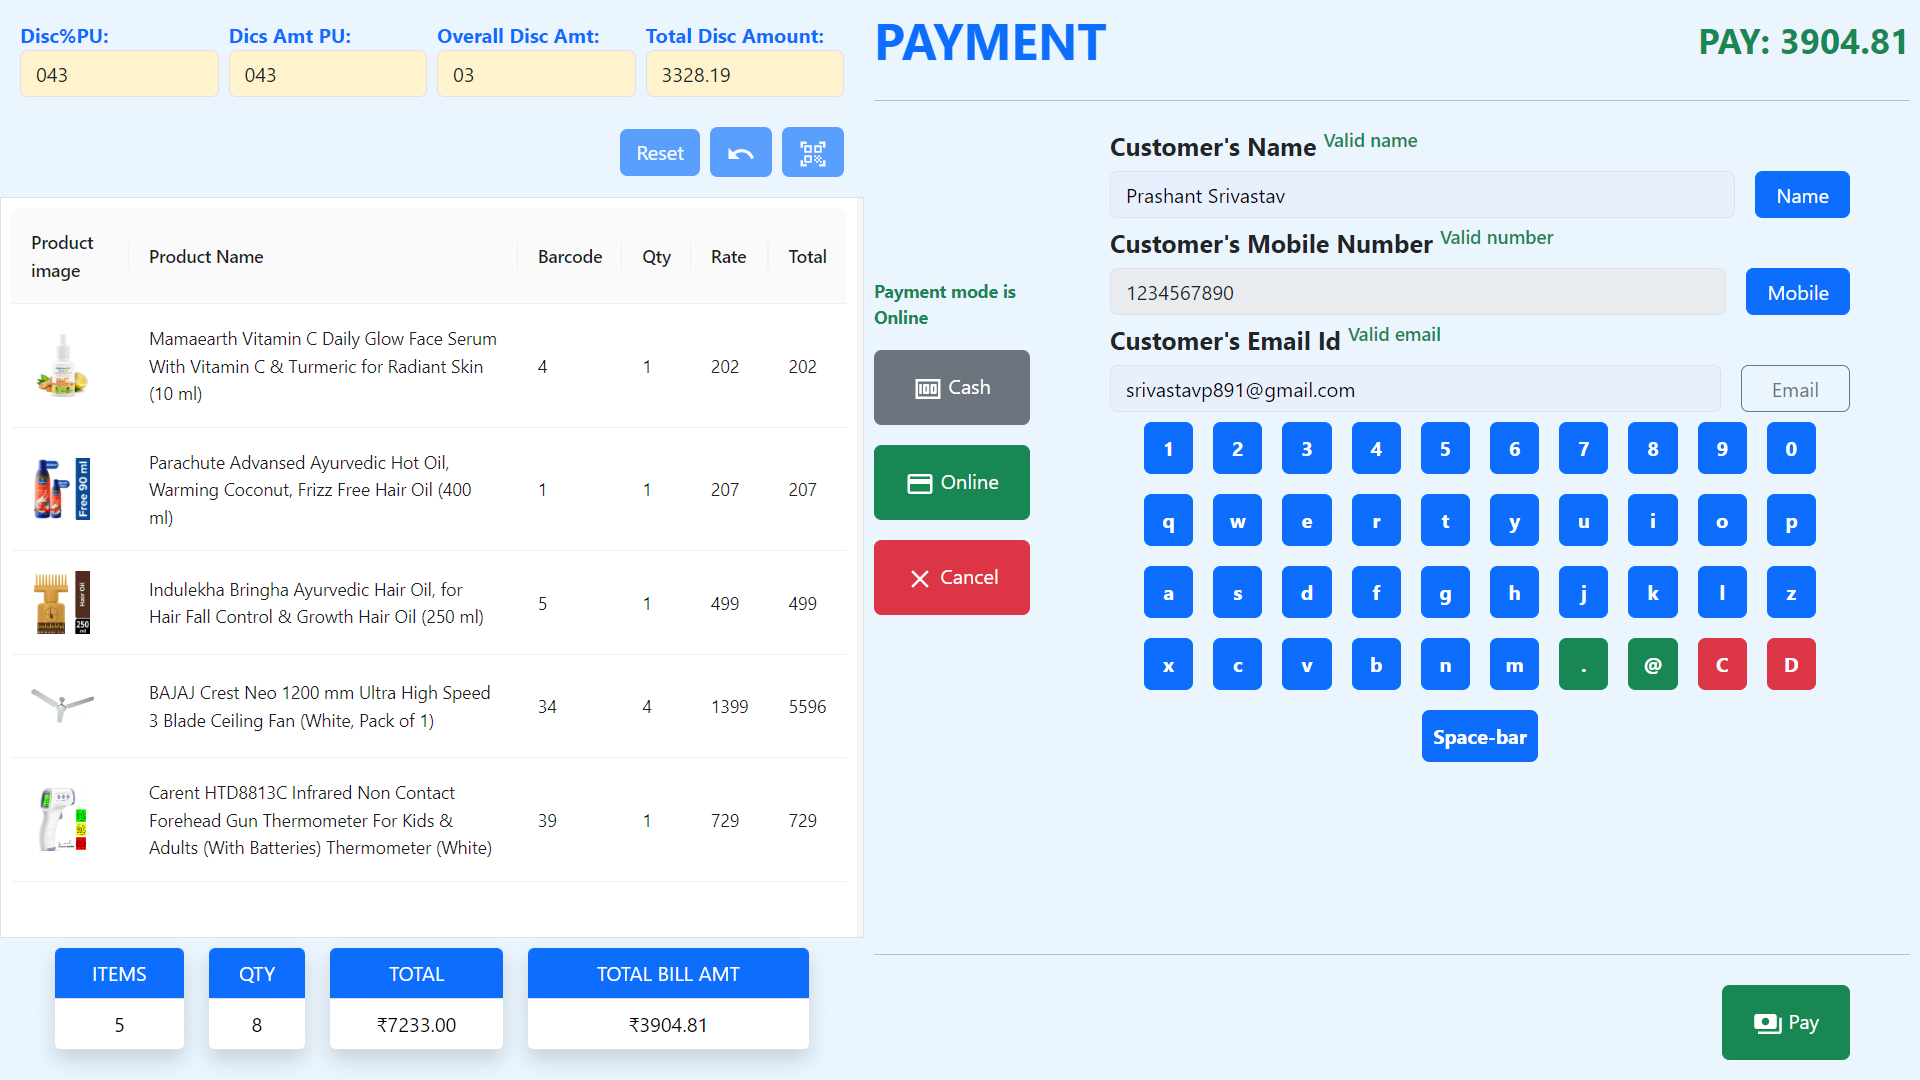 Disc%PU: Dics Amt PU: Overall Disc Amt: Total Disc Amount:
043 043 03 3328.19
Reset
Product image Product Name Barcode Qty Rate Total
Mamaearth Vitamin C Daily Glow Face Serum
With Vitamin C & Turmeric for Radiant Skin
(10 ml)
4 1 202 202
Parachute Advansed Ayurvedic Hot Oil,
Warming Coconut, Frizz Free Hair Oil (400
ml)
1 1 207 207
Free 90 ml
Indulekha Bringha Ayurvedic Hair Oil, for
Hair Fall Control & Growth Hair Oil (250 ml)
5 1 499 499
Hair Oil
250 ml
BAJAJ Crest Neo 1200 mm Ultra High Speed
3 Blade Ceiling Fan (White, Pack of 1)
34 4 1399 5596
Carent HTD8813C Infrared Non Contact
Forehead Gun Thermometer For Kids &
Adults (With Batteries) Thermometer (White)
39 1 729 729
ITEMS QTY TOTAL TOTAL BILL AMT
5 8 ₹7233.00 ₹3904.81
PAYMENT PAY: 3904.81
Payment mode is
Online
Cash
Online
Cancel
Customer's Name Valid name
Prashant Srivastav Name
Customer's Mobile Number Valid number
1234567890 Mobile
Customer's Email Id Valid email
srivastavp891@gmail.com Email
1 2 3 4 5 6 7 8 9 0
q w e r t y u i o p
a s d f g h j k l z
x c v b n m . @ C D
Space-bar
Pay